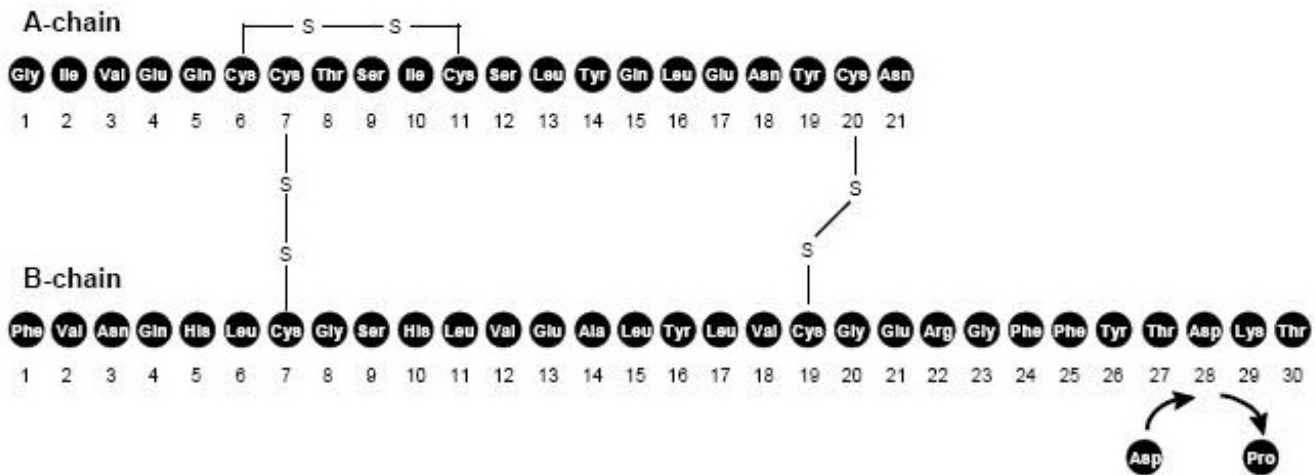 A-chain
S S
Gly Ile Val Glu Gln Cys Cys Thr Ser Ile Cys Ser Leu Tyr Gln Leu Glu Asn Tyr Cys Asn
1 2 3 4 5 6 7 8 9 10 11 12 13 14 15 16 17 18 19 20 21
S S
S S
B-chain
Phe Val Asn Gln His Leu Cys Gly Ser His Leu Val Glu Ala Leu Tyr Leu Val Cys Gly Glu Arg Gly Phe Phe Tyr Thr Asp Lys Thr
1 2 3 4 5 6 7 8 9 10 11 12 13 14 15 16 17 18 19 20 21 22 23 24 25 26 27 28 29 30
Asp Pro